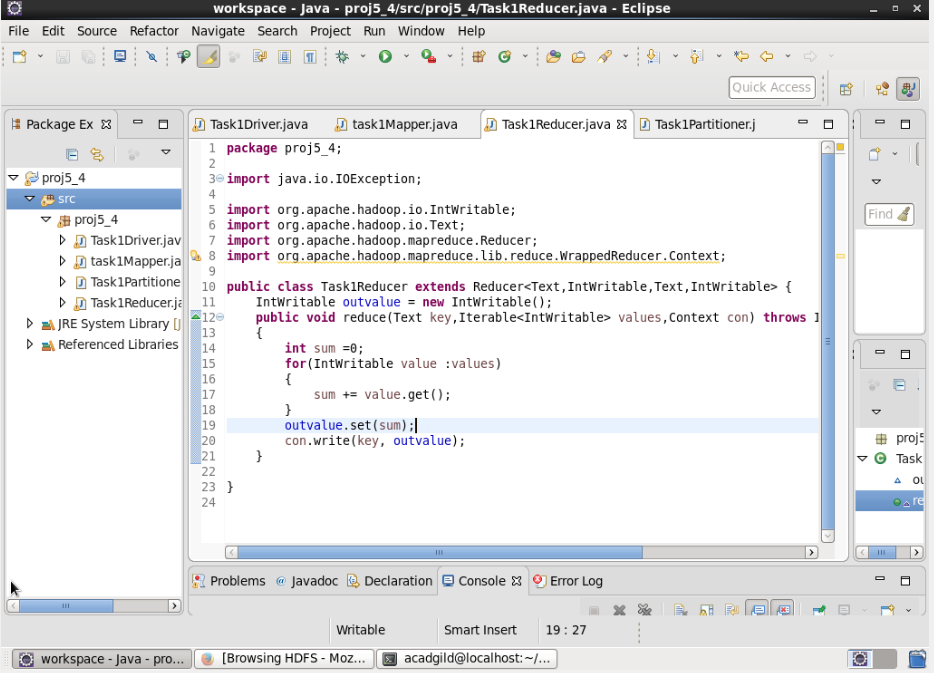 workspace - Java - proj5_4/src/proj5_4/Task1Reducer.java - Eclipse
File Edit Source Refactor Navigate Search Project Run Window Help
Quick Access
Package Ex
Task1Driver.java task1Mapper.java Task1Reducer.java Task1Partitioner.j
proj5_4
src
proj5_4
Task1Driver.jav
task1Mapper.ja
Task1Partitione
Task1Reducer.ja
JRE System Library [
Referenced Libraries
1 package proj5_4;
2
3 import java.io.IOException;
4
5 import org.apache.hadoop.io.IntWritable;
6 import org.apache.hadoop.io.Text;
7 import org.apache.hadoop.mapreduce.Reducer;
8 import org.apache.hadoop.mapreduce.lib.reduce.WrappedReducer.Context;
9
10 public class Task1Reducer extends Reducer<Text,IntWritable,Text,IntWritable> {
11 IntWritable outvalue = new IntWritable();
12 public void reduce(Text key,Iterable<IntWritable> values,Context con) throws I
13 {
14 int sum =0;
15 for(IntWritable value :values)
16 {
17 sum += value.get();
18 }
19 outvalue.set(sum);
20 con.write(key, outvalue);
21 }
22
23 }
24
Find
proj5
Task
ou
re
Problems Javadoc Declaration Console Error Log
Writable Smart Insert 19 : 27
workspace - Java - pro... [Browsing HDFS - Moz... acadgild@localhost:~/...